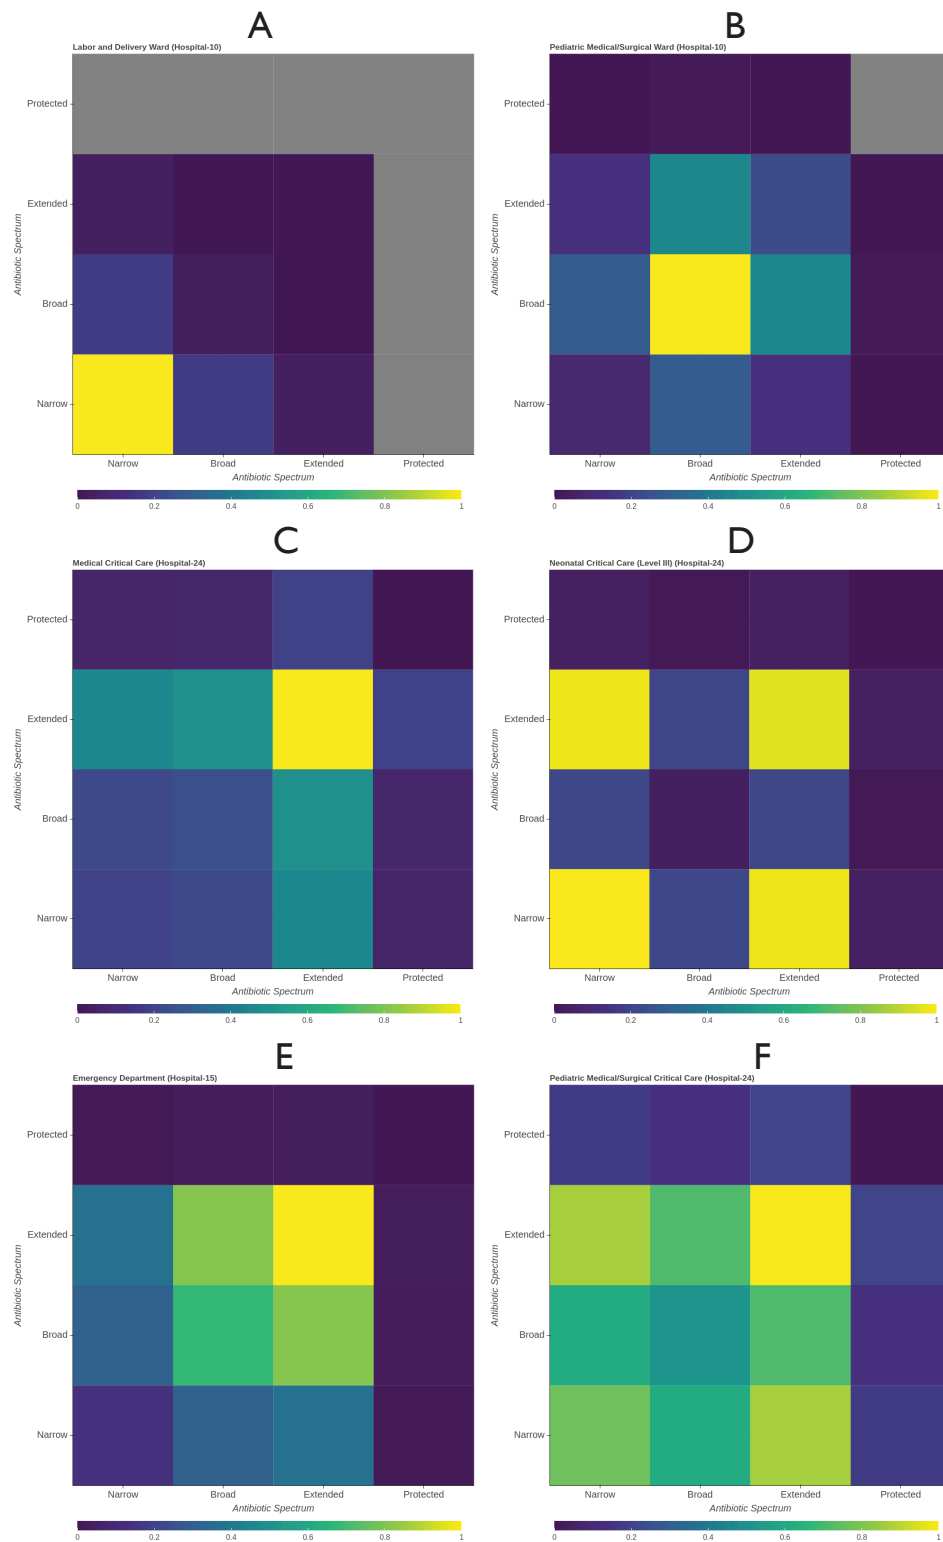 A
Labor and Delivery Ward (Hospital-10)
Antibiotic Spectrum
Protected
Extended
Broad
Narrow
Narrow Broad Extended Protected
Antibiotic Spectrum
0 0.2 0.4 0.6 0.8 1
B
Pediatric Medical/Surgical Ward (Hospital-10)
Antibiotic Spectrum
Protected
Extended
Broad
Narrow
Narrow Broad Extended Protected
Antibiotic Spectrum
0 0.2 0.4 0.6 0.8 1
C
Medical Critical Care (Hospital-24)
Antibiotic Spectrum
Protected
Extended
Broad
Narrow
Narrow Broad Extended Protected
Antibiotic Spectrum
0 0.2 0.4 0.6 0.8 1
D
Neonatal Critical Care (Level III) (Hospital-24)
Antibiotic Spectrum
Protected
Extended
Broad
Narrow
Narrow Broad Extended Protected
Antibiotic Spectrum
0 0.2 0.4 0.6 0.8 1
E
Emergency Department (Hospital-15)
Antibiotic Spectrum
Protected
Extended
Broad
Narrow
Narrow Broad Extended Protected
Antibiotic Spectrum
0 0.2 0.4 0.6 0.8 1
F
Pediatric Medical/Surgical Critical Care (Hospital-24)
Antibiotic Spectrum
Protected
Extended
Broad
Narrow
Narrow Broad Extended Protected
Antibiotic Spectrum
0 0.2 0.4 0.6 0.8 1